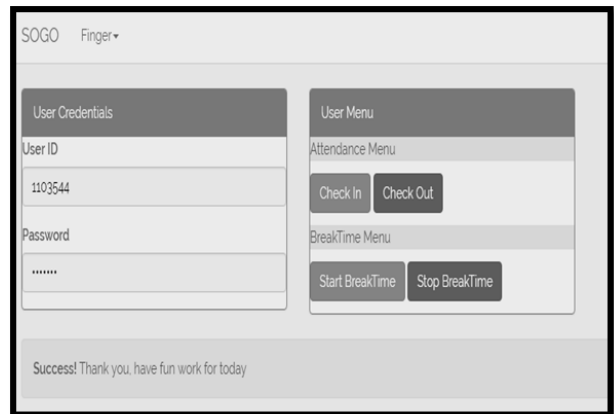 SOGO Finger
User Credentials
User ID
1103544
Password
•••••••
User Menu
Attendance Menu
Check In Check Out
BreakTime Menu
Start BreakTime Stop BreakTime
Success! Thank you, have fun work for today